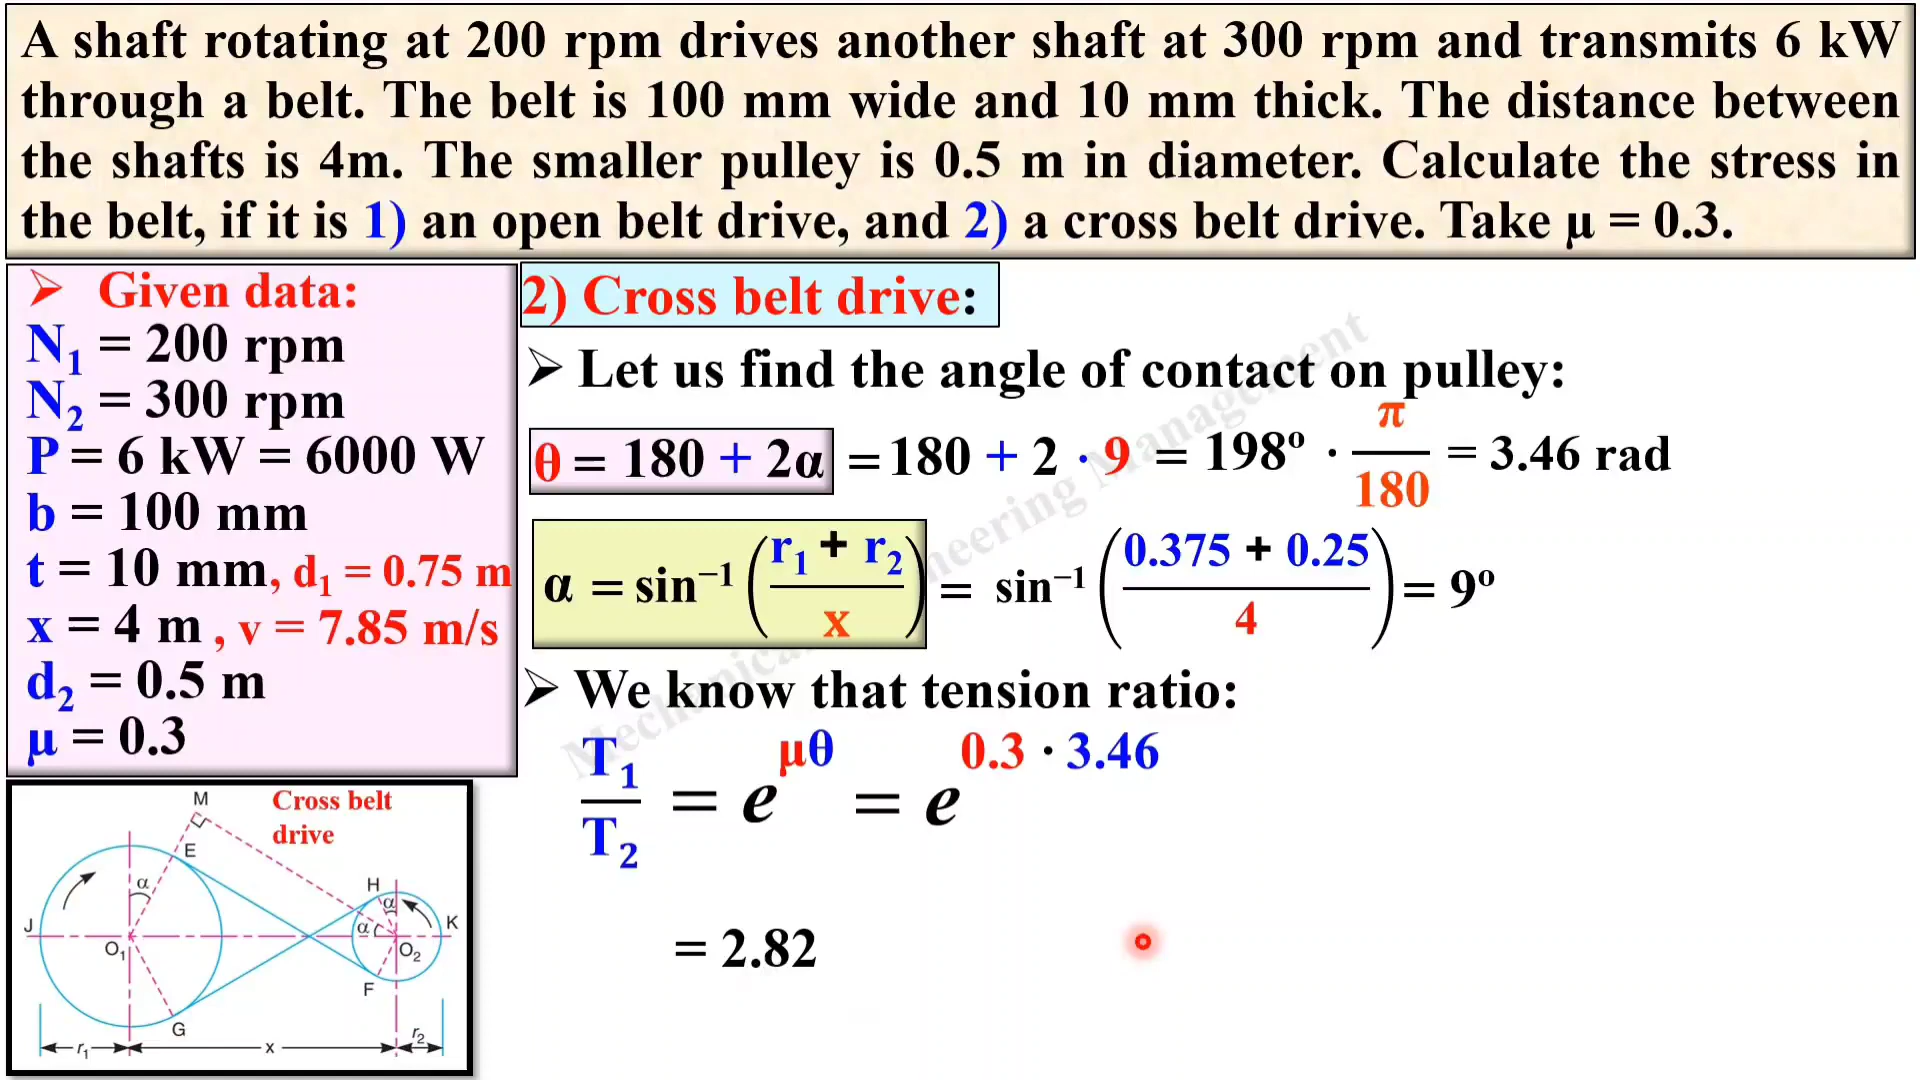 A shaft rotating at 200 rpm drives another shaft at 300 rpm and transmits 6 kW
through a belt. The belt is 100 mm wide and 10 mm thick. The distance between
the shafts is 4m. The smaller pulley is 0.5 m in diameter. Calculate the stress in
the belt, if it is 1) an open belt drive, and 2) a cross belt drive. Take μ = 0.3.
➢ Given data:
N₁ = 200 rpm
N₂ = 300 rpm
P = 6 kW = 6000 W
b = 100 mm
t = 10 mm, d₁ = 0.75 m
x = 4 m , v = 7.85 m/s
d₂ = 0.5 m
μ = 0.3
2) Cross belt drive:
➢ Let us find the angle of contact on pulley:
θ = 180 + 2α = 180 + 2 · 9 = 198º · π/180 = 3.46 rad
α = sin⁻¹ (r₁ + r₂ / x) = sin⁻¹ (0.375 + 0.25 / 4) = 9º
➢ We know that tension ratio:
T₁/T₂ = e^μθ = e^0.3 · 3.46
= 2.82
Cross belt
drive
M
E
α
H
α
J
α
K
O₁
O₂
F
G
r₁
x
r₂
Mechanical Engineering Management